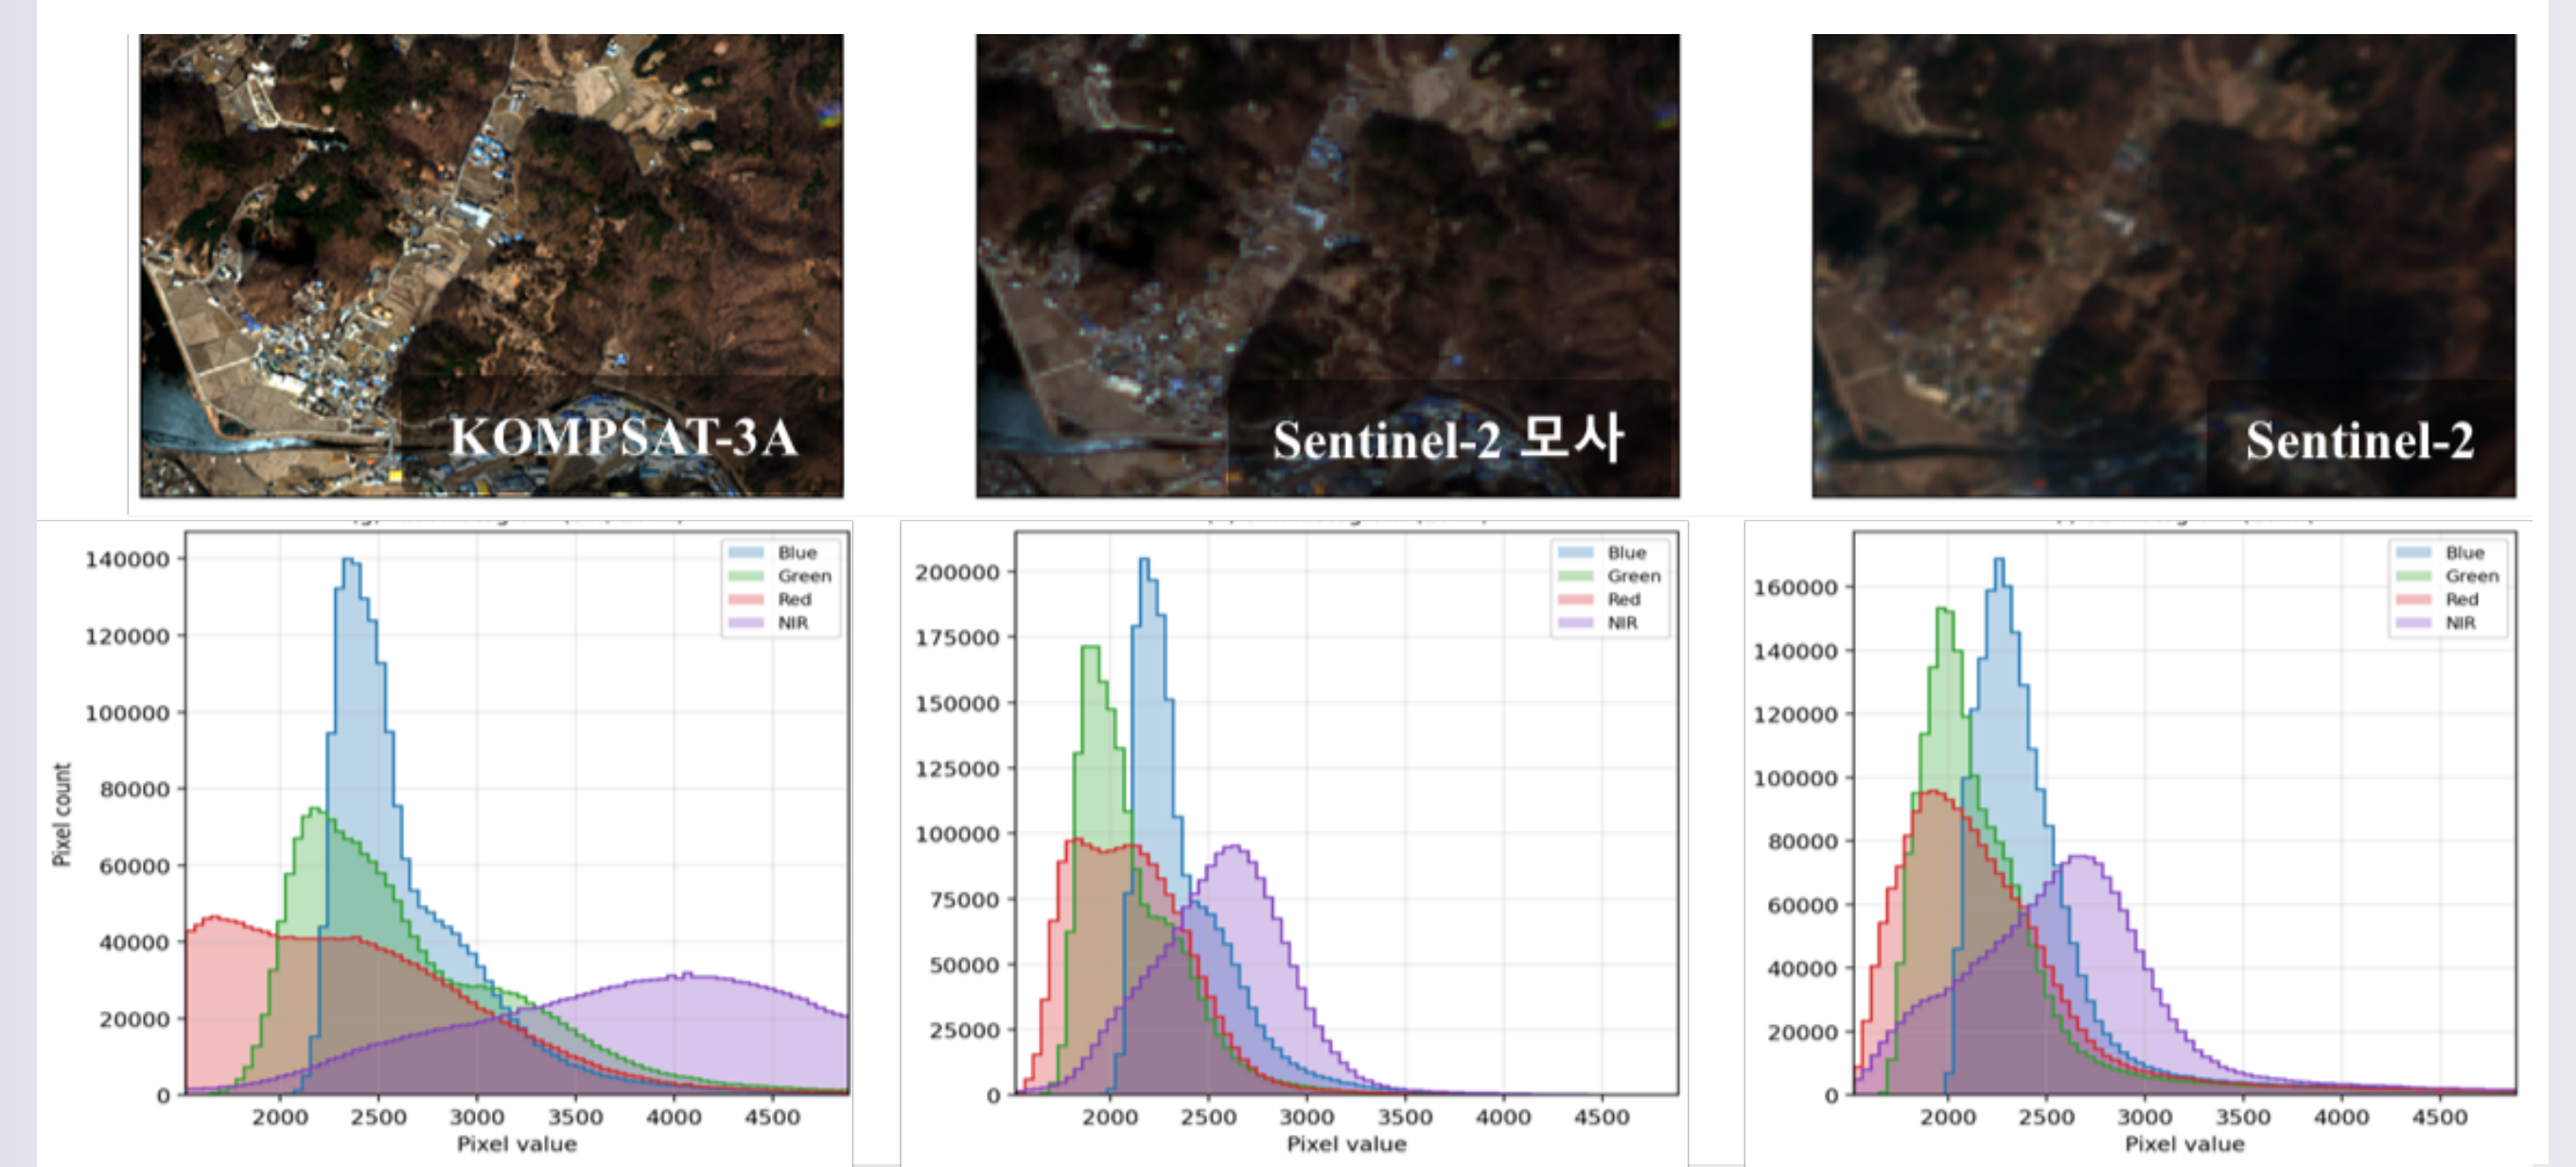 KOMPSAT-3A
Sentinel-2 모사
Sentinel-2
140000
120000
100000
80000
60000
40000
20000
0
Pixel count
2000 2500 3000 3500 4000 4500
Pixel value
Blue
Green
Red
NIR
200000
175000
150000
125000
100000
75000
50000
25000
0
2000 2500 3000 3500 4000 4500
Pixel value
Blue
Green
Red
NIR
160000
140000
120000
100000
80000
60000
40000
20000
0
2000 2500 3000 3500 4000 4500
Pixel value
Blue
Green
Red
NIR